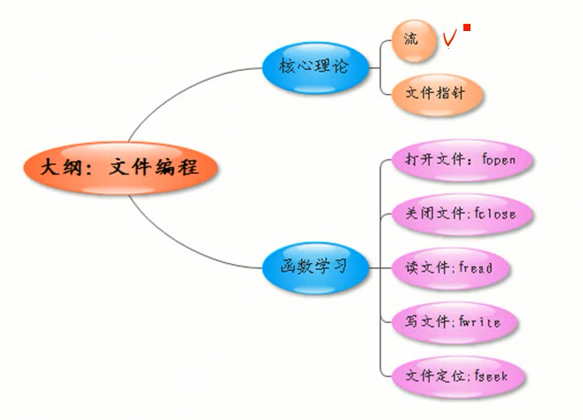 流
核心理论
文件指针
大纲：文件编程
打开文件：fopen
关闭文件;fclose
函数学习
读文件;fread
写文件;fwrite
文件定位;fseek